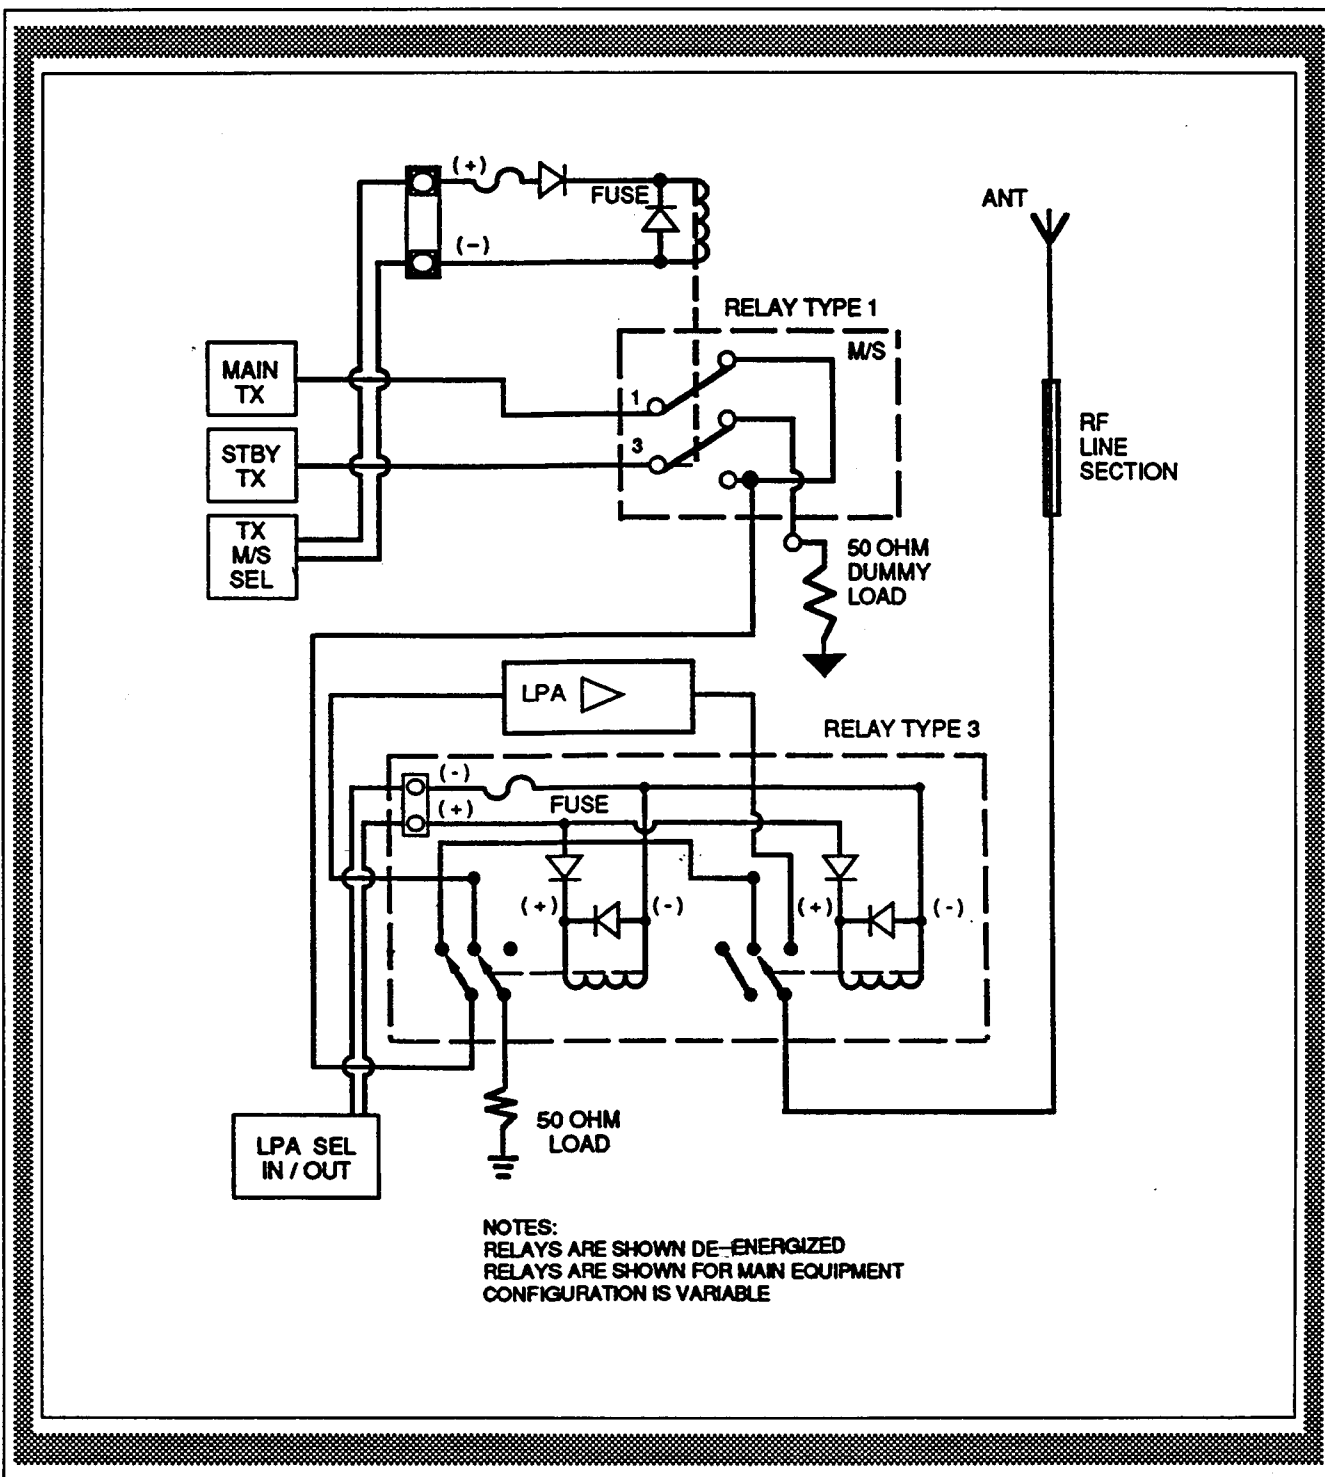 (+)
FUSE
(-)
ANT
RELAY TYPE 1
M/S
MAIN
TX
1
STBY
TX
3
RF
LINE
SECTION
TX
M/S
SEL
50 OHM
DUMMY
LOAD
LPA
RELAY TYPE 3
(-)
FUSE
(+)
(+)
(-)
(+)
(-)
50 OHM
LOAD
LPA SEL
IN / OUT
NOTES:
RELAYS ARE SHOWN DE-ENERGIZED
RELAYS ARE SHOWN FOR MAIN EQUIPMENT
CONFIGURATION IS VARIABLE